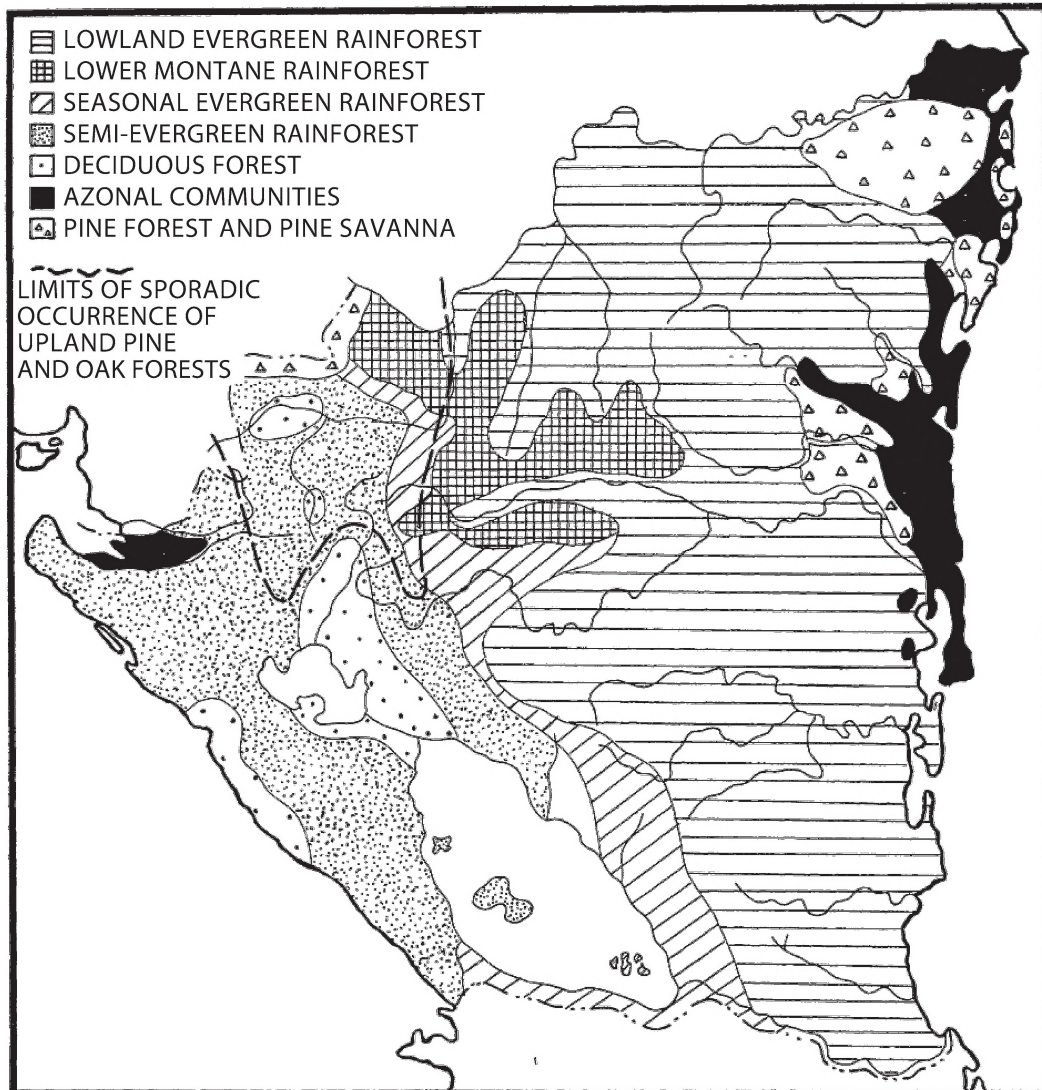 LOWLAND EVERGREEN RAINFOREST
LOWER MONTANE RAINFOREST
SEASONAL EVERGREEN RAINFOREST
SEMI-EVERGREEN RAINFOREST
DECIDUOUS FOREST
AZONAL COMMUNITIES
PINE FOREST AND PINE SAVANNA
LIMITS OF SPORADIC
OCCURRENCE OF
UPLAND PINE
AND OAK FORESTS